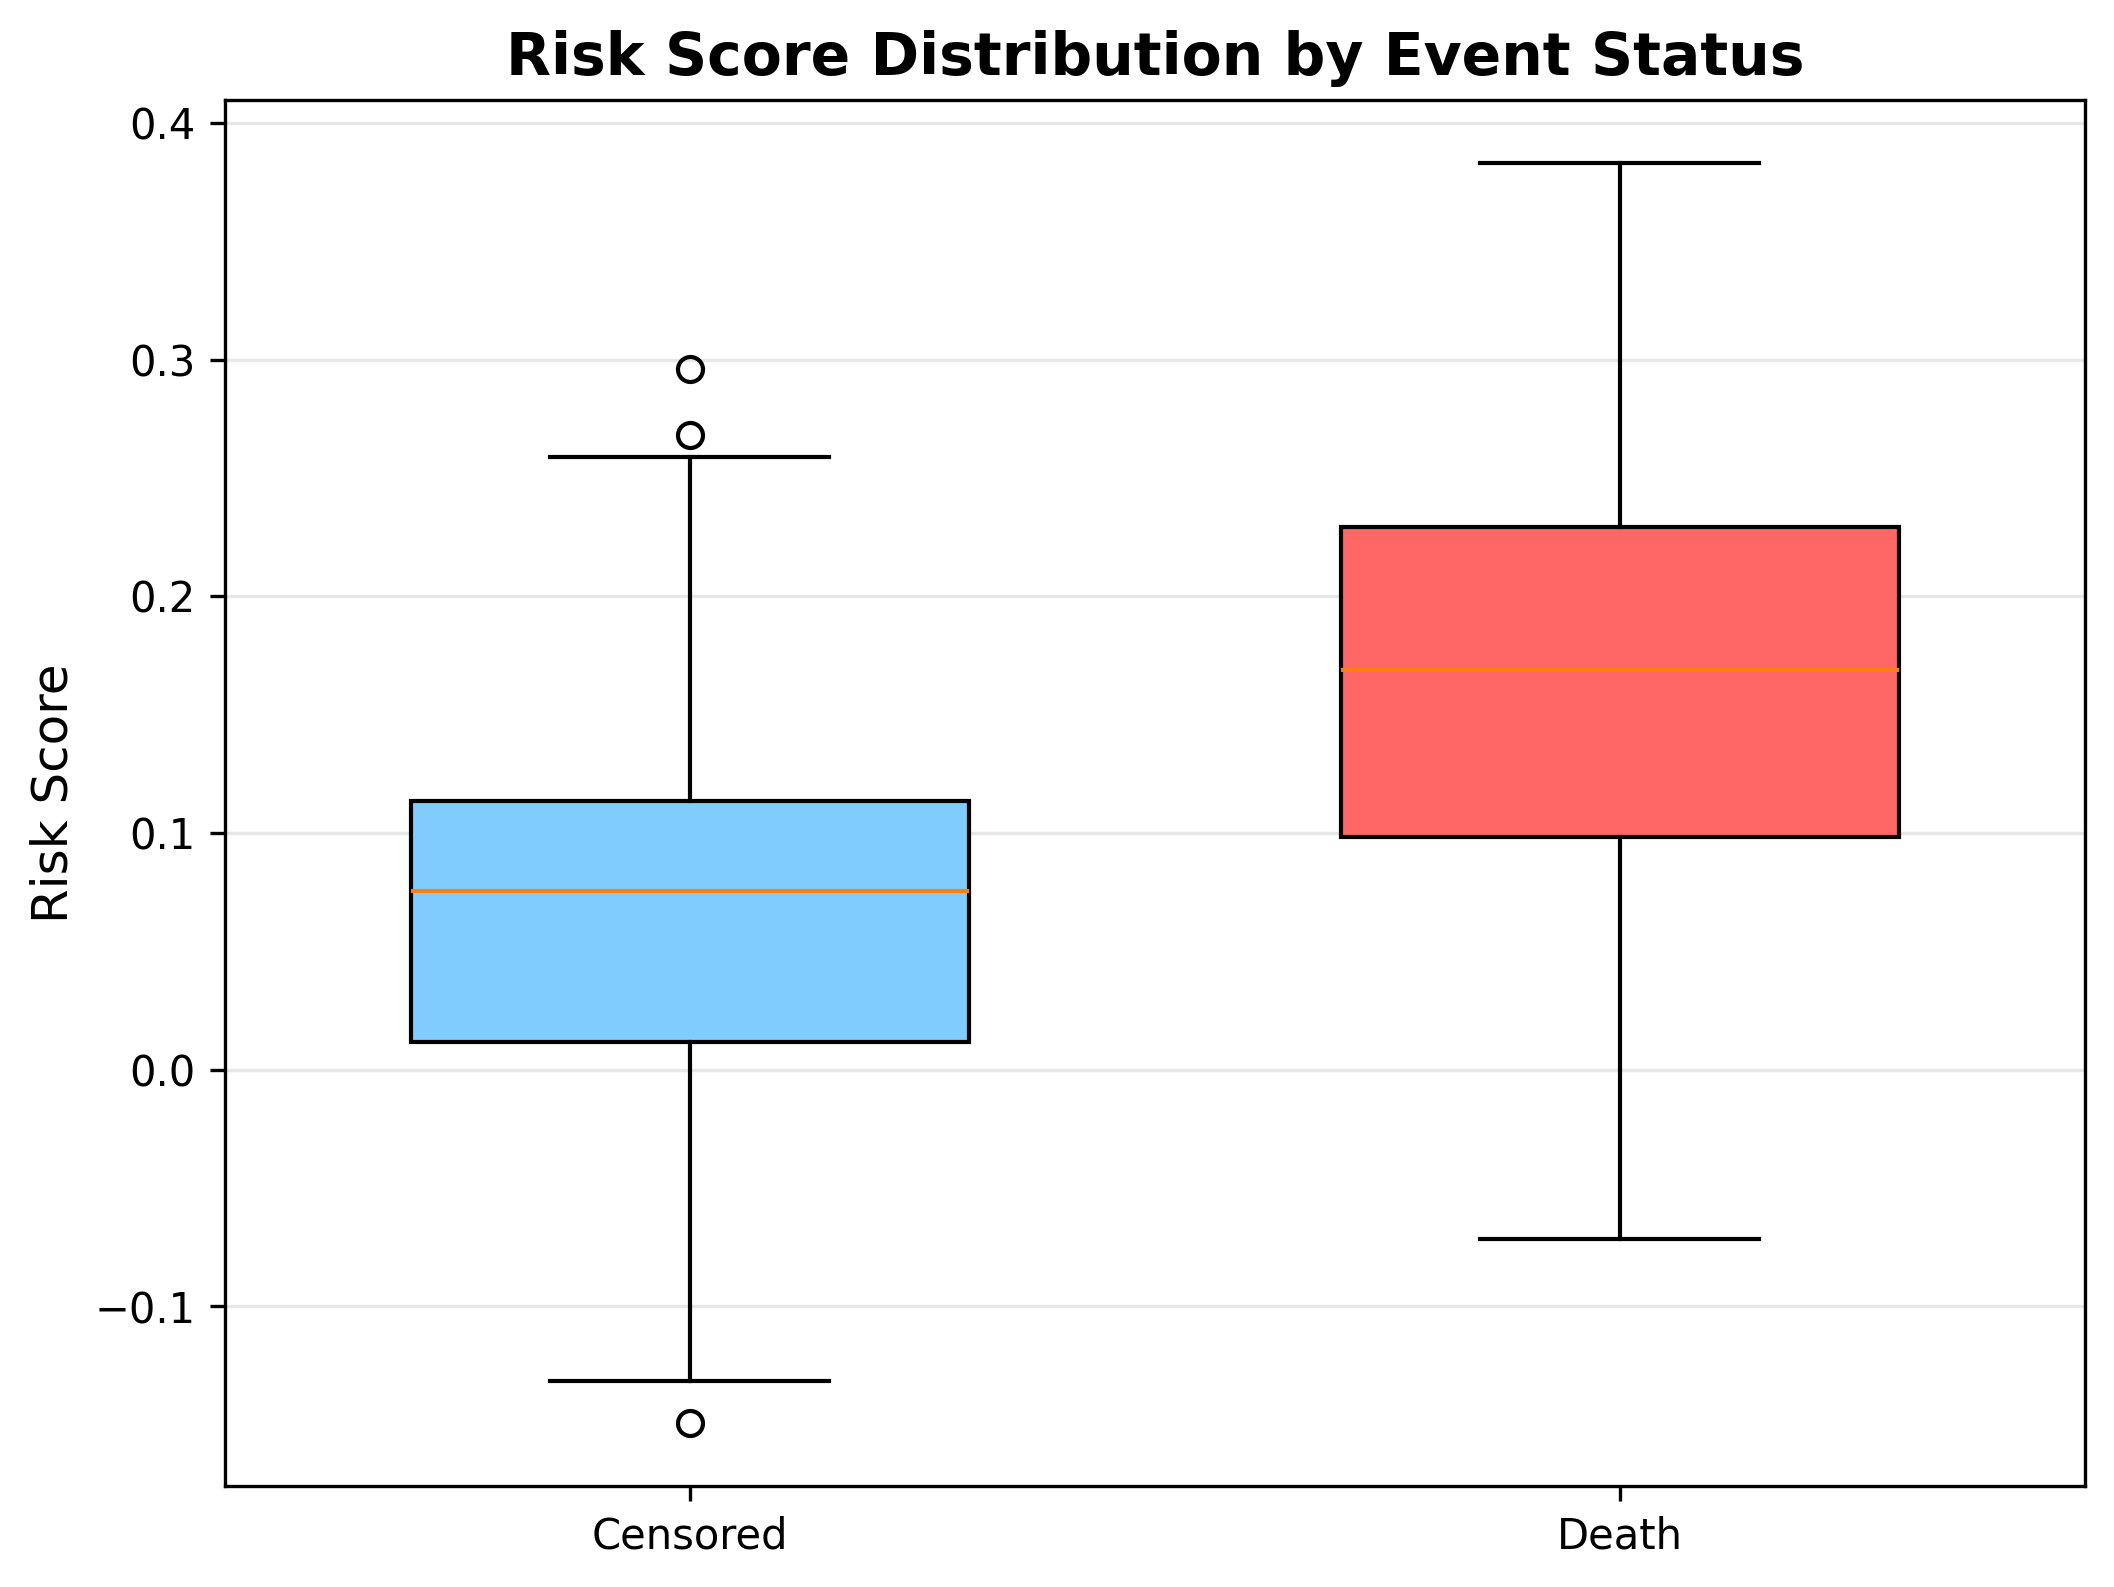 Risk Score Distribution by Event Status
0.4
0.3
0.2
0.1
0.0
−0.1
Risk Score
Censored
Death